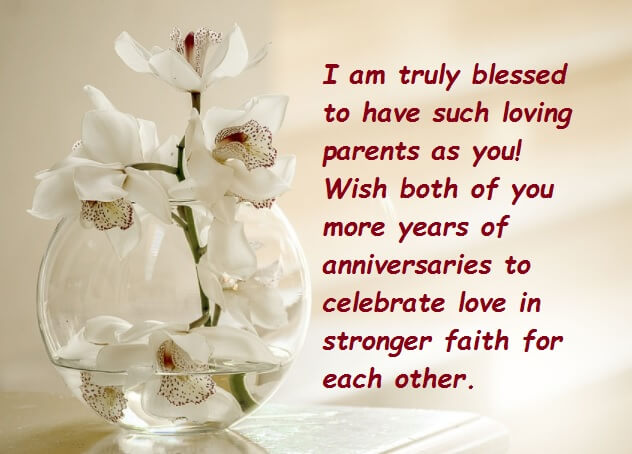 I am truly blessed
to have such loving
parents as you!
Wish both of you
more years of
anniversaries to
celebrate love in
stronger faith for
each other.